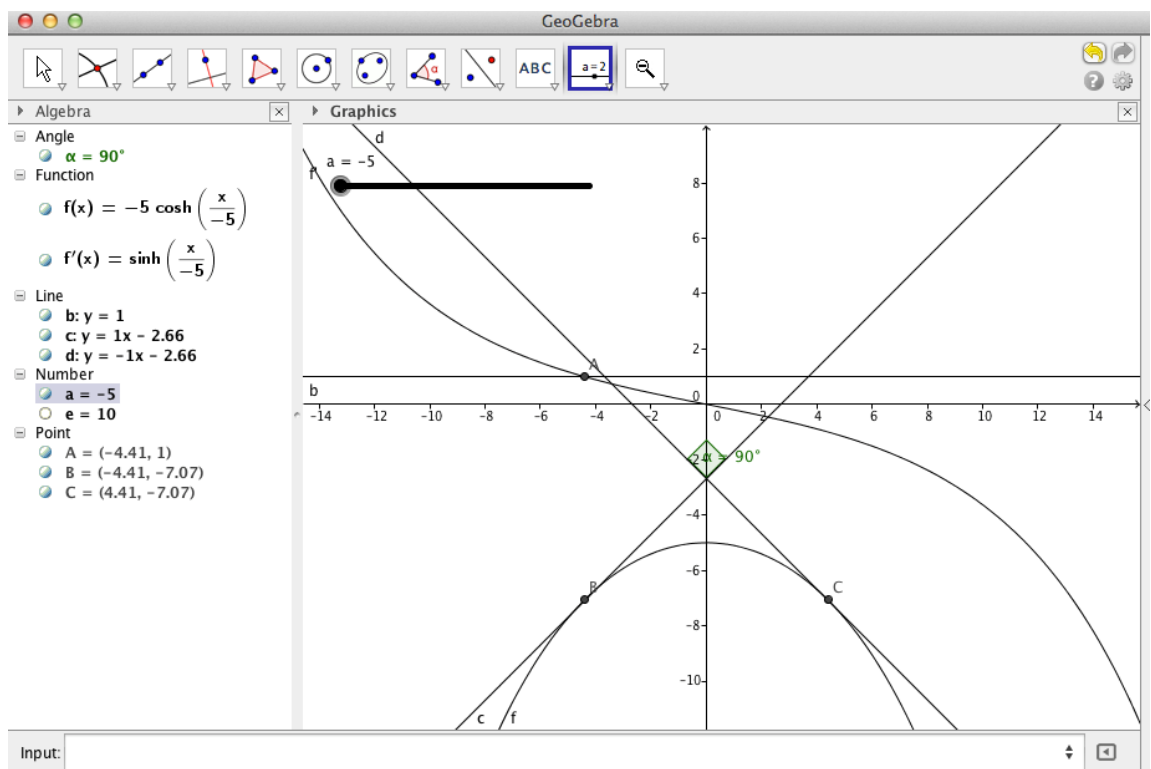 GeoGebra
ABC
a=2
α
Algebra
Graphics
Angle
α = 90°
Function
f(x) = −5 cosh (x/−5)
f′(x) = sinh (x/−5)
Line
b: y = 1
c: y = 1x − 2.66
d: y = −1x − 2.66
Number
a = −5
e = 10
Point
A = (−4.41, 1)
B = (−4.41, −7.07)
C = (4.41, −7.07)
d
a = −5
f′
8
6
4
2
A
0
b
−14 −12 −10 −8 −6 −4 −2 0 2 4 6 8 10 12 14
−2
α = 90°
−4
−6
B
C
−8
−10
c
f
Input: